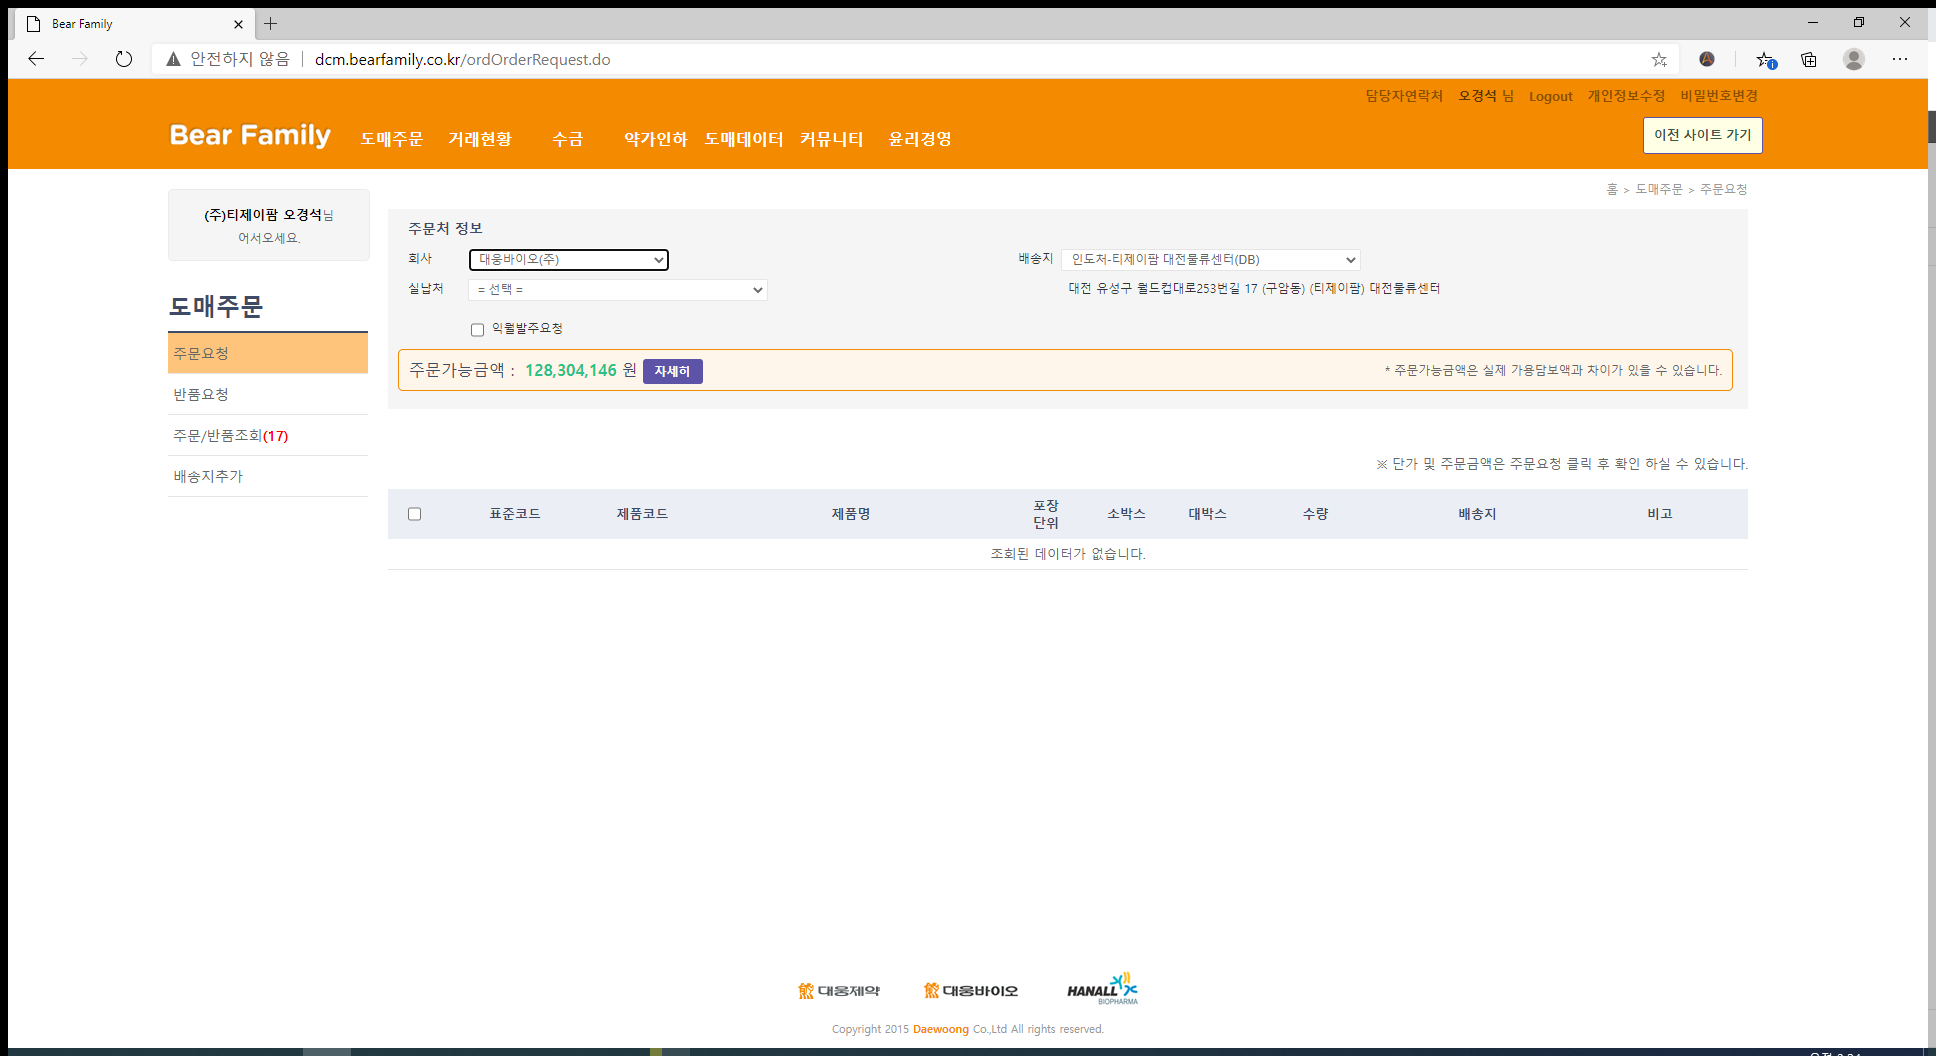 Bear Family
안전하지 않음
dcm.bearfamily.co.kr/ordOrderRequest.do
담당자연락처 오경석 님 Logout 개인정보수정 비밀번호변경
Bear Family 도매주문 거래현황 수금 약가인하 도매데이터 커뮤니티 윤리경영
이전 사이트 가기
홀 > 도매주문 > 주문요청
(주)티제이팜 오경석님
어서오세요.
도매주문
주문요청
반품요청
주문/반품조회(17)
배송지추가
주문처 정보
회사 대웅바이오(주)
배송지 인도처-티제이팜 대전물류센터(DB)
실납처 = 선택 =
대전 유성구 월드컵대로253번길 17 (구암동) (티제이팜) 대전물류센터
익월발주요청
주문가능금액 : 128,304,146 원 자세히
* 주문가능금액은 실제 가용담보액과 차이가 있을 수 있습니다.
※ 단가 및 주문금액은 주문요청 클릭 후 확인 하실 수 있습니다.
표준코드 제품코드 제품명 포장 단위 소박스 대박스 수량 배송지 비고
조회된 데이터가 없습니다.
대웅제약 대웅바이오 HANALL BIOPHARMA
Copyright 2015 Daewoong Co.,Ltd All rights reserved.